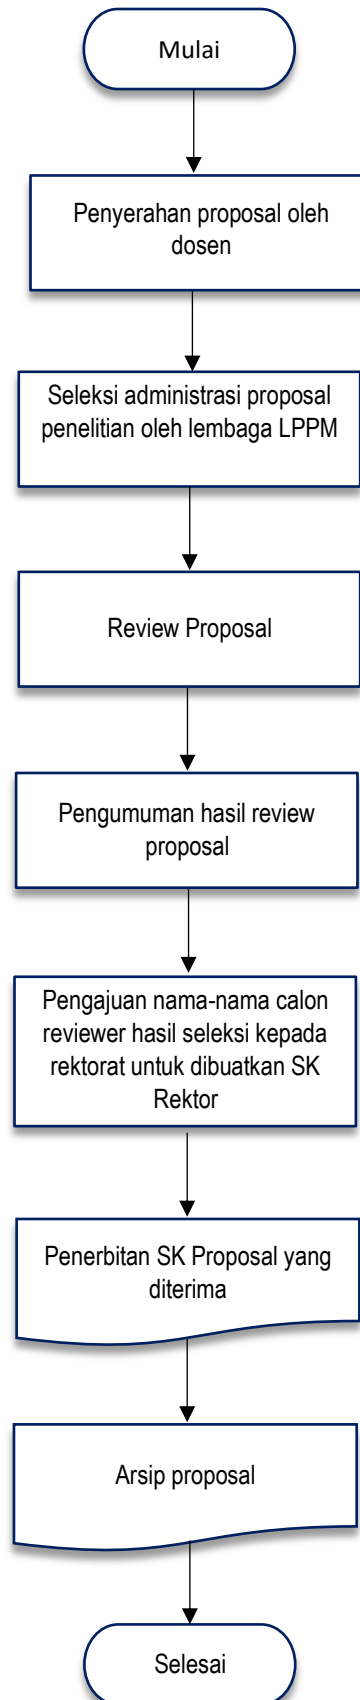 Mulai
Penyerahan proposal oleh
dosen
Seleksi administrasi proposal
penelitian oleh lembaga LPPM
Review Proposal
Pengumuman hasil review
proposal
Pengajuan nama-nama calon
reviewer hasil seleksi kepada
rektorat untuk dibuatkan SK
Rektor
Penerbitan SK Proposal yang
diterima
Arsip proposal
Selesai